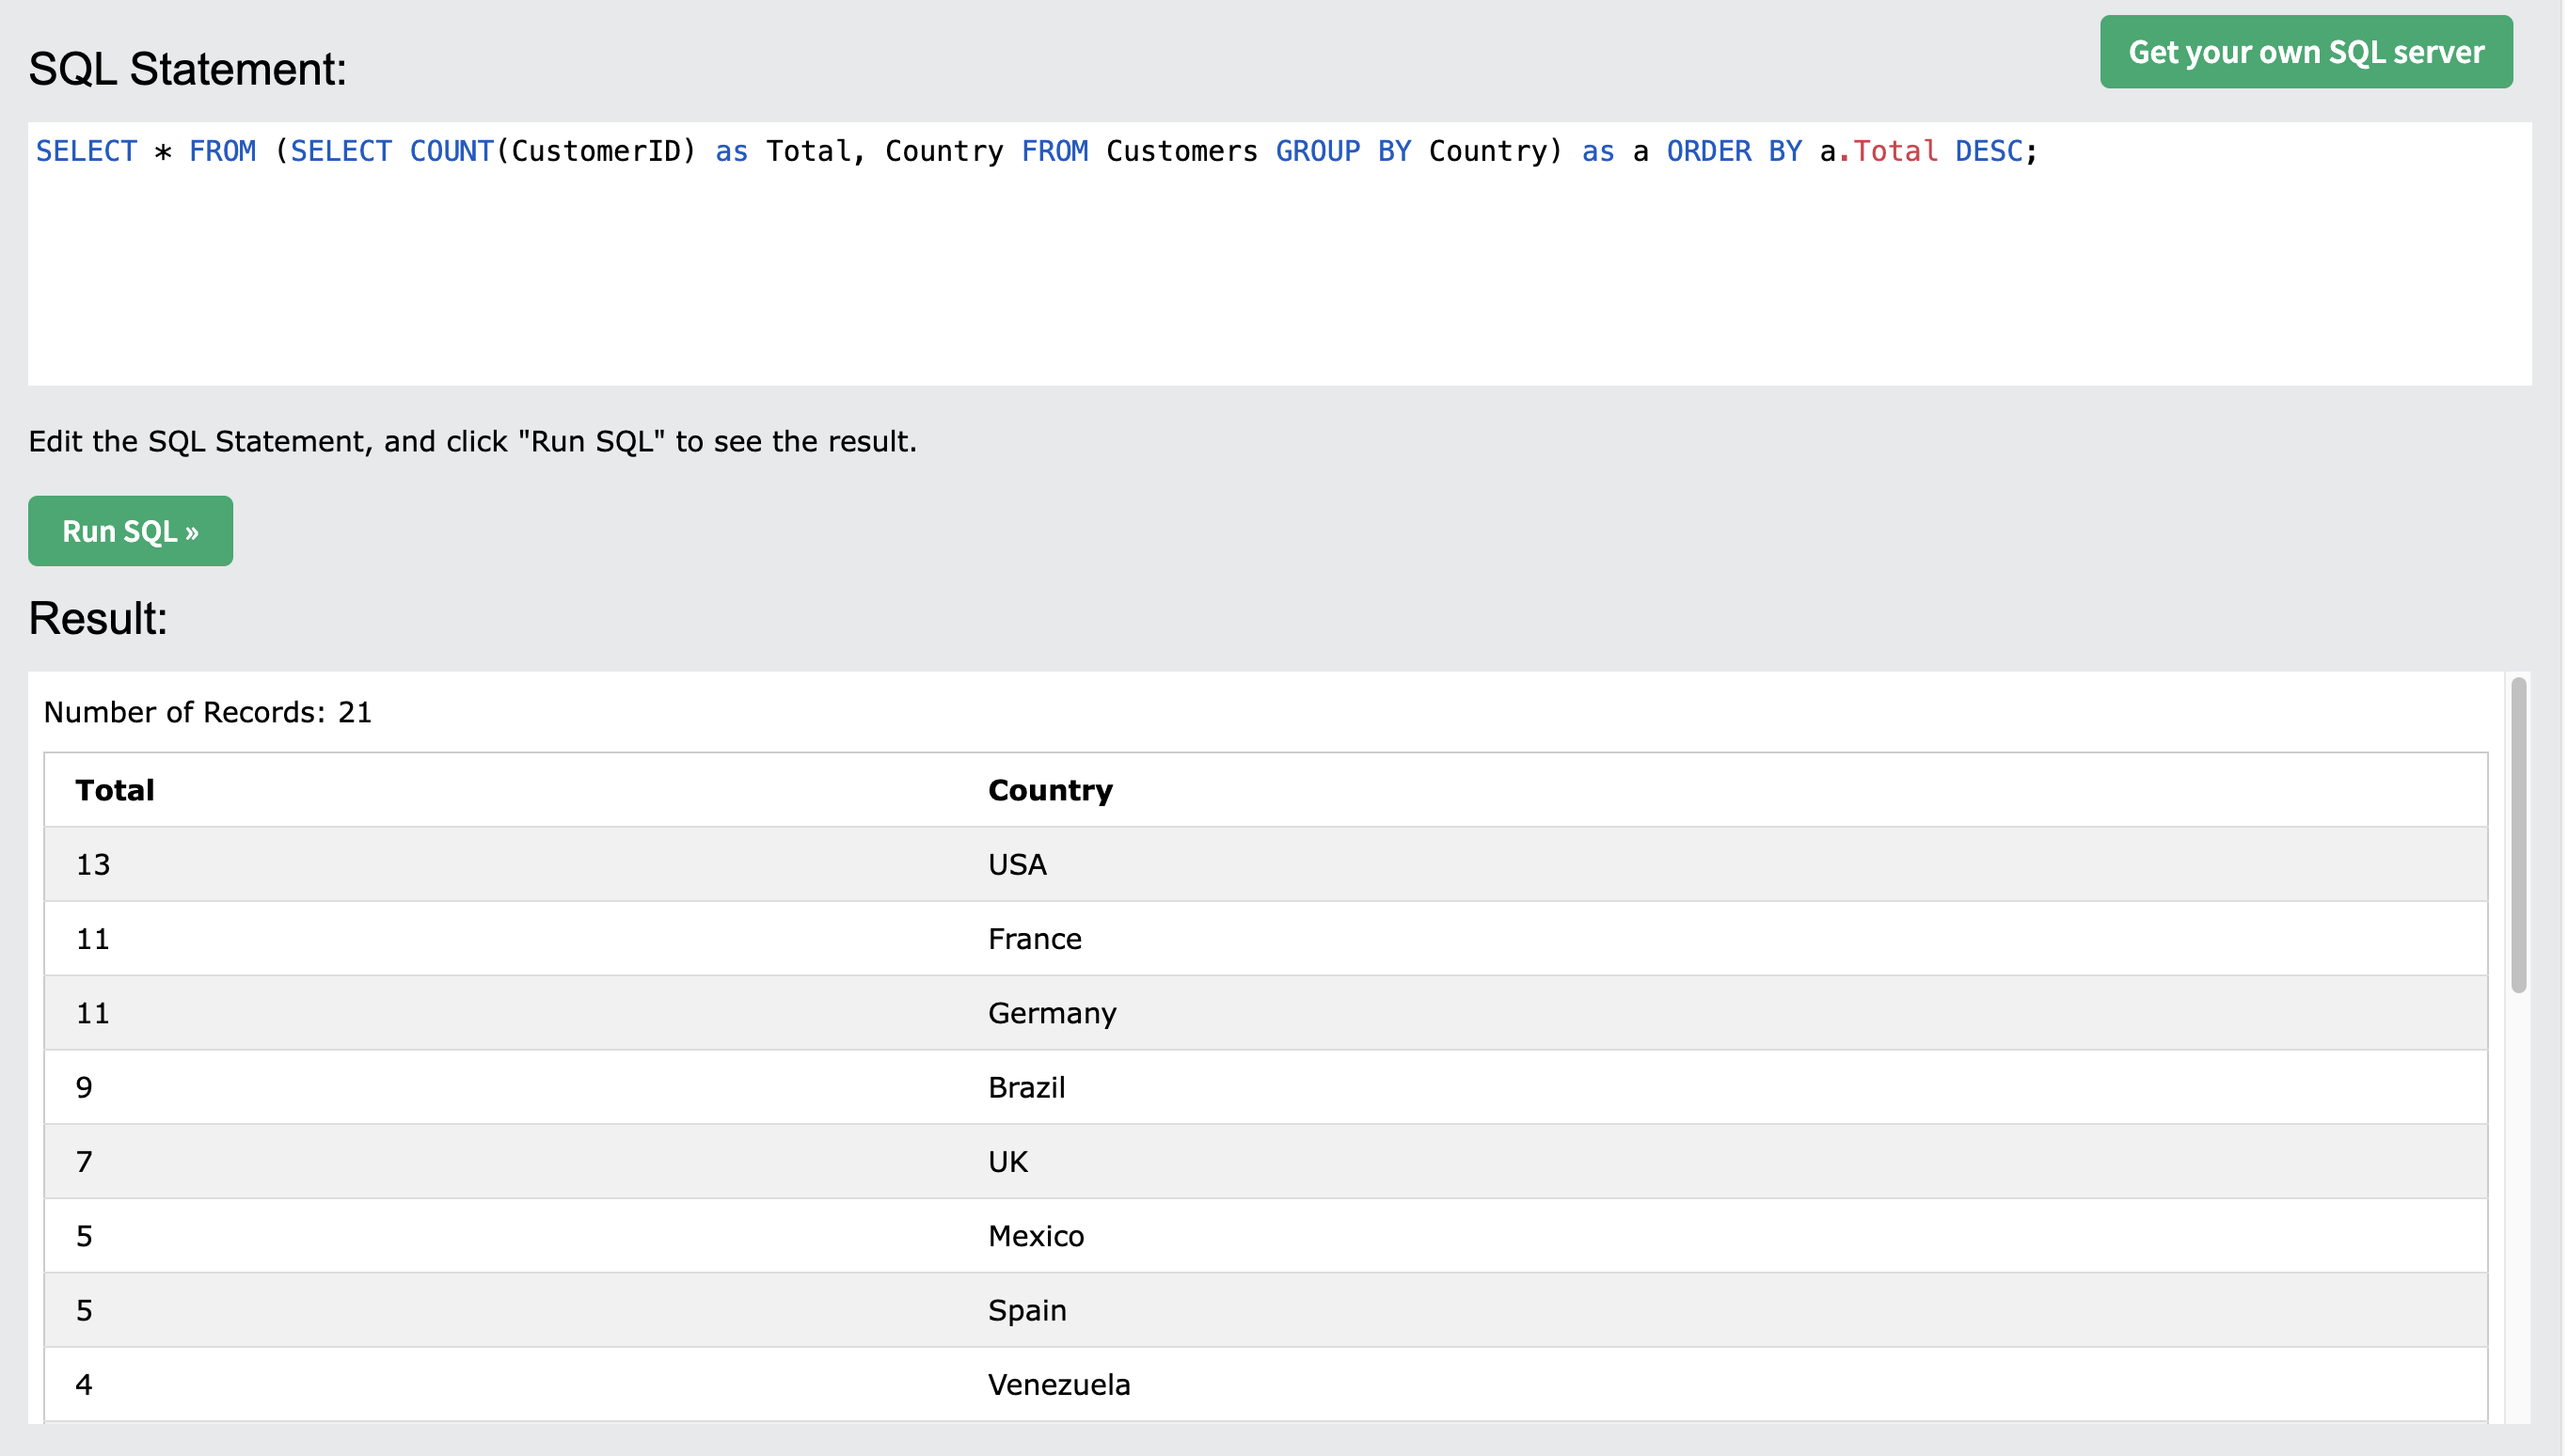 Get your own SQL server
SQL Statement:
SELECT * FROM (SELECT COUNT(CustomerID) as Total, Country FROM Customers GROUP BY Country) as a ORDER BY a.Total DESC;
Edit the SQL Statement, and click "Run SQL" to see the result.
Run SQL »
Result:
Number of Records: 21
Total Country
13 USA
11 France
11 Germany
9 Brazil
7 UK
5 Mexico
5 Spain
4 Venezuela